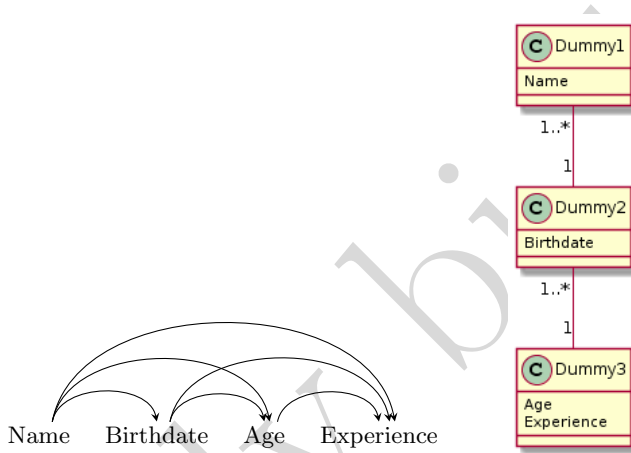 C Dummy1
Name
1..*
1
C Dummy2
Birthdate
1..*
1
C Dummy3
Age
Experience
Name Birthdate Age Experience